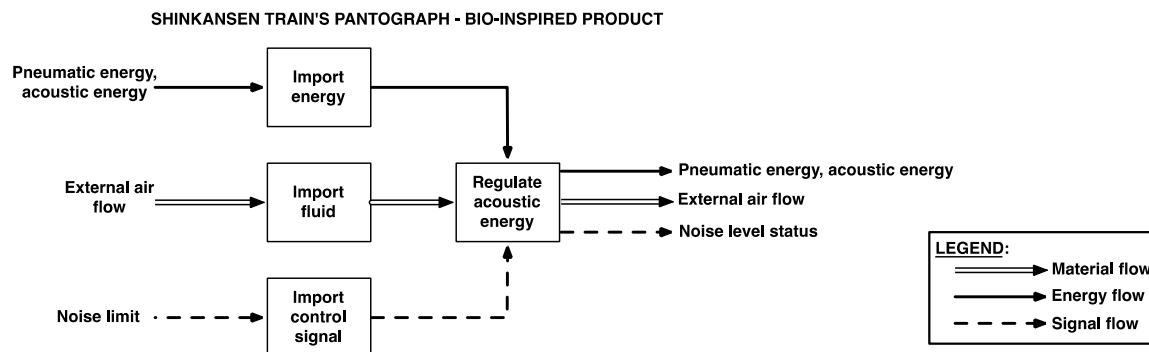 SHINKANSEN TRAIN'S PANTOGRAPH - BIO-INSPIRED PRODUCT
Pneumatic energy,
acoustic energy
Import
energy
External air
flow
Import
fluid
Regulate
acoustic
energy
Pneumatic energy, acoustic energy
External air flow
Noise level status
Noise limit
Import
control
signal
LEGEND:
Material flow
Energy flow
Signal flow